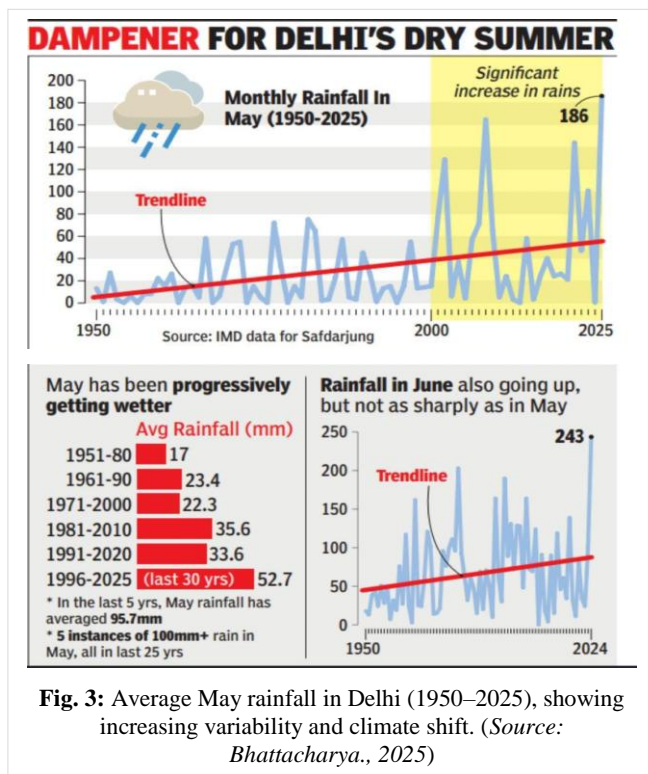 DAMPENER FOR DELHI'S DRY SUMMER
200
180
160
140
120
100
80
60
40
20
0
Monthly Rainfall In
May (1950-2025)
Significant
increase in rains
186
Trendline
1950
2000
2025
Source: IMD data for Safdarjung
May has been progressively
getting wetter
Avg Rainfall (mm)
1951-80 17
1961-90 23.4
1971-2000 22.3
1981-2010 35.6
1991-2020 33.6
1996-2025 (last 30 yrs) 52.7
* In the last 5 yrs, May rainfall has
averaged 95.7mm
* 5 instances of 100mm+ rain in
May, all in last 25 yrs
Rainfall in June also going up,
but not as sharply as in May
250
200
150
100
50
0
243
Trendline
1950
2024
Fig. 3: Average May rainfall in Delhi (1950–2025), showing
increasing variability and climate shift. (Source:
Bhattacharya., 2025)